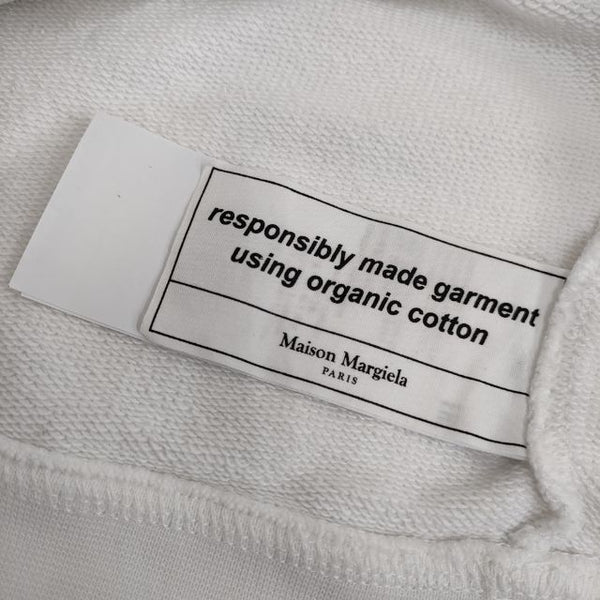 responsibly made garment
using organic cotton
Maison Margiela
PARIS